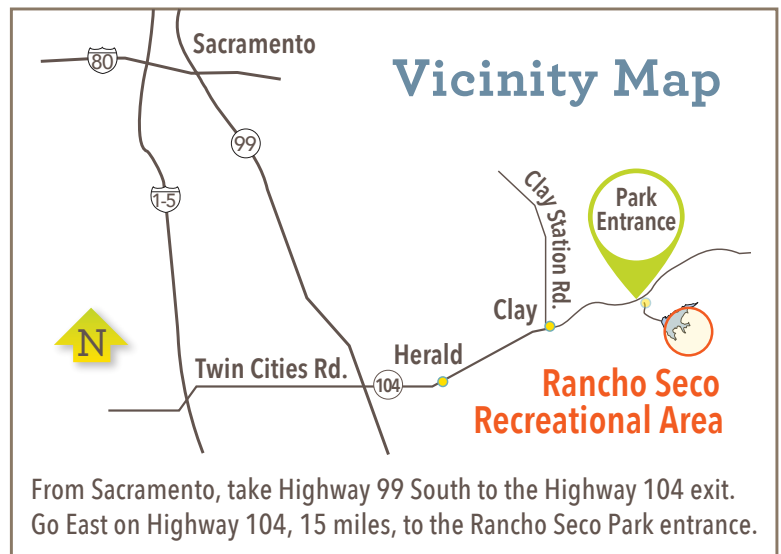 Vicinity Map
Sacramento
80
99
1-5
Clay Station Rd.
Park
Entrance
N
Clay
Herald
Twin Cities Rd.
104
Rancho Seco
Recreational Area
From Sacramento, take Highway 99 South to the Highway 104 exit.
Go East on Highway 104, 15 miles, to the Rancho Seco Park entrance.